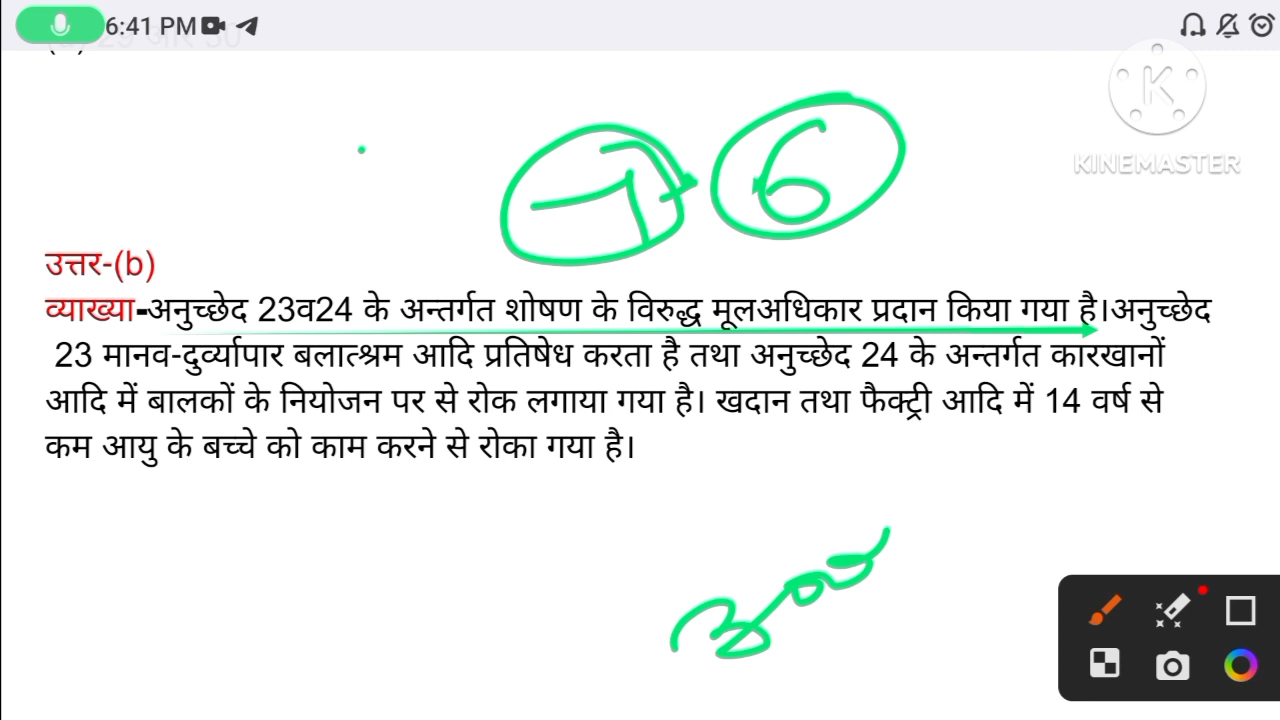 6:41 PM
KINEMASTER
7 6
उत्तर-(b)
व्याख्या-अनुच्छेद 23व24 के अन्तर्गत शोषण के विरुद्ध मूलअधिकार प्रदान किया गया है।अनुच्छेद
23 मानव-दुर्व्यापार बलात्श्रम आदि प्रतिषेध करता है तथा अनुच्छेद 24 के अन्तर्गत कारखानों
आदि में बालकों के नियोजन पर से रोक लगाया गया है। खदान तथा फैक्ट्री आदि में 14 वर्ष से
कम आयु के बच्चे को काम करने से रोका गया है।